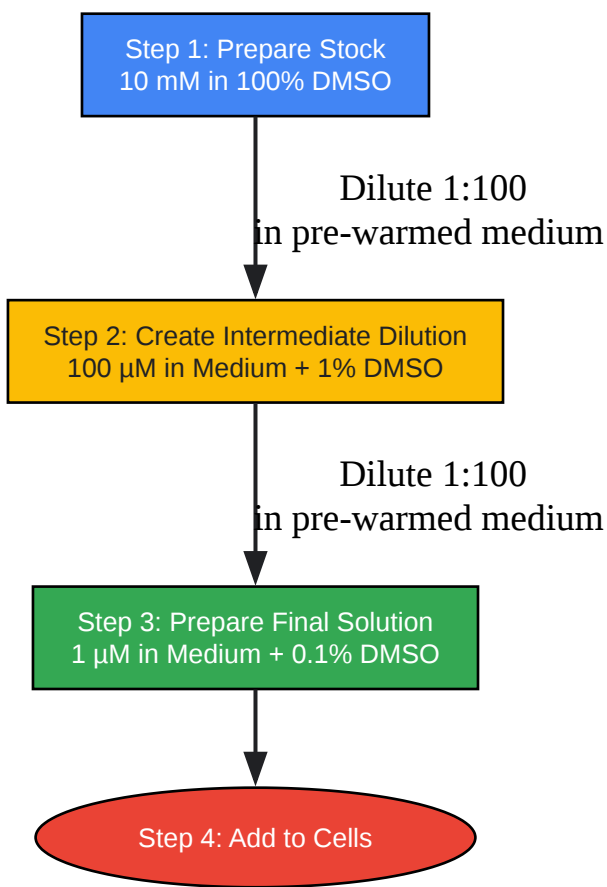 Step 1: Prepare Stock
10 mM in 100% DMSO
Dilute 1:100
in pre-warmed medium
Step 2: Create Intermediate Dilution
100 µM in Medium + 1% DMSO
Dilute 1:100
in pre-warmed medium
Step 3: Prepare Final Solution
1 µM in Medium + 0.1% DMSO
Step 4: Add to Cells